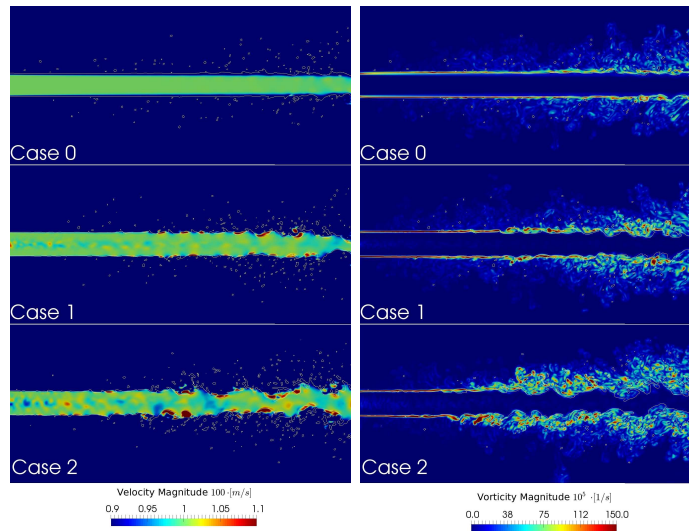 Case 0
Case 0
Case 1
Case 1
Case 2
Case 2
Velocity Magnitude 100 ·[m/s]
0.9 0.95 1 1.05 1.1
Vorticity Magnitude 10⁵ ·[1/s]
0.0 38 75 112 150.0